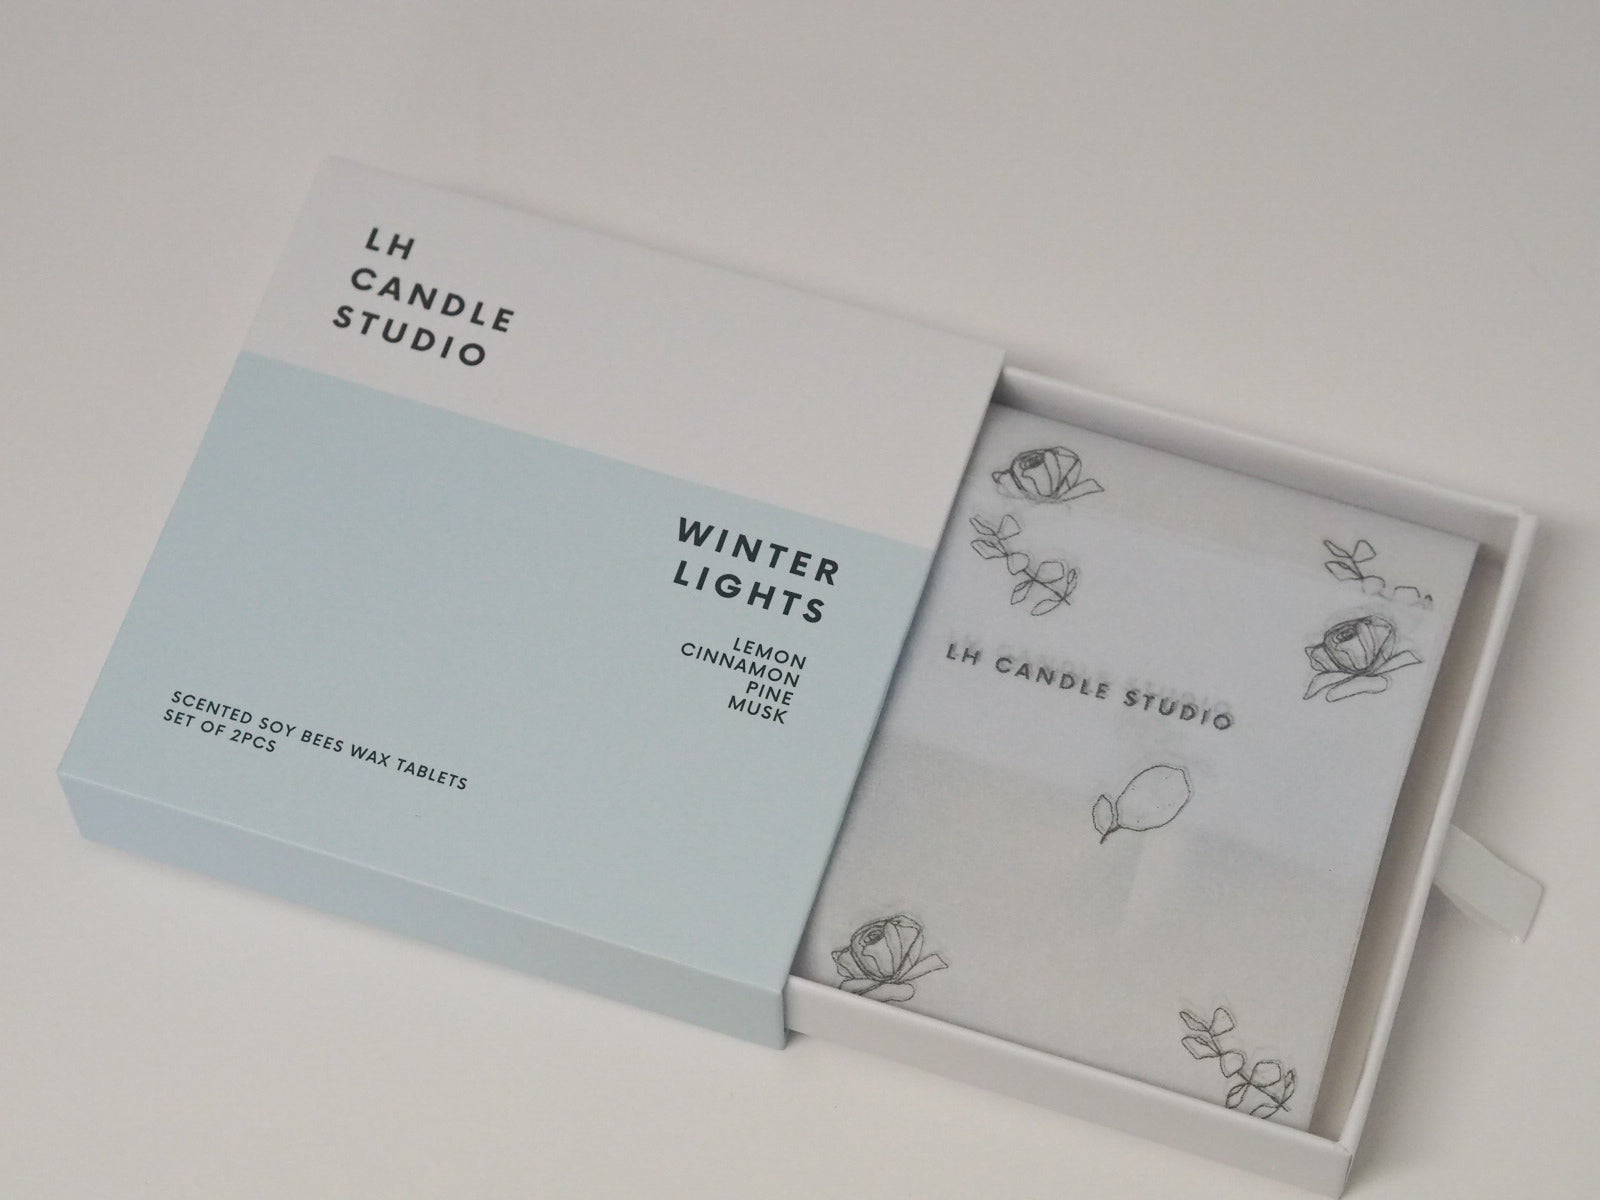 LH
CANDLE
STUDIO
WINTER
LIGHTS
LEMON
CINNAMON
PINE
MUSK
SCENTED SOY BEES WAX TABLETS
SET OF 2PCS
LH CANDLE STUDIO